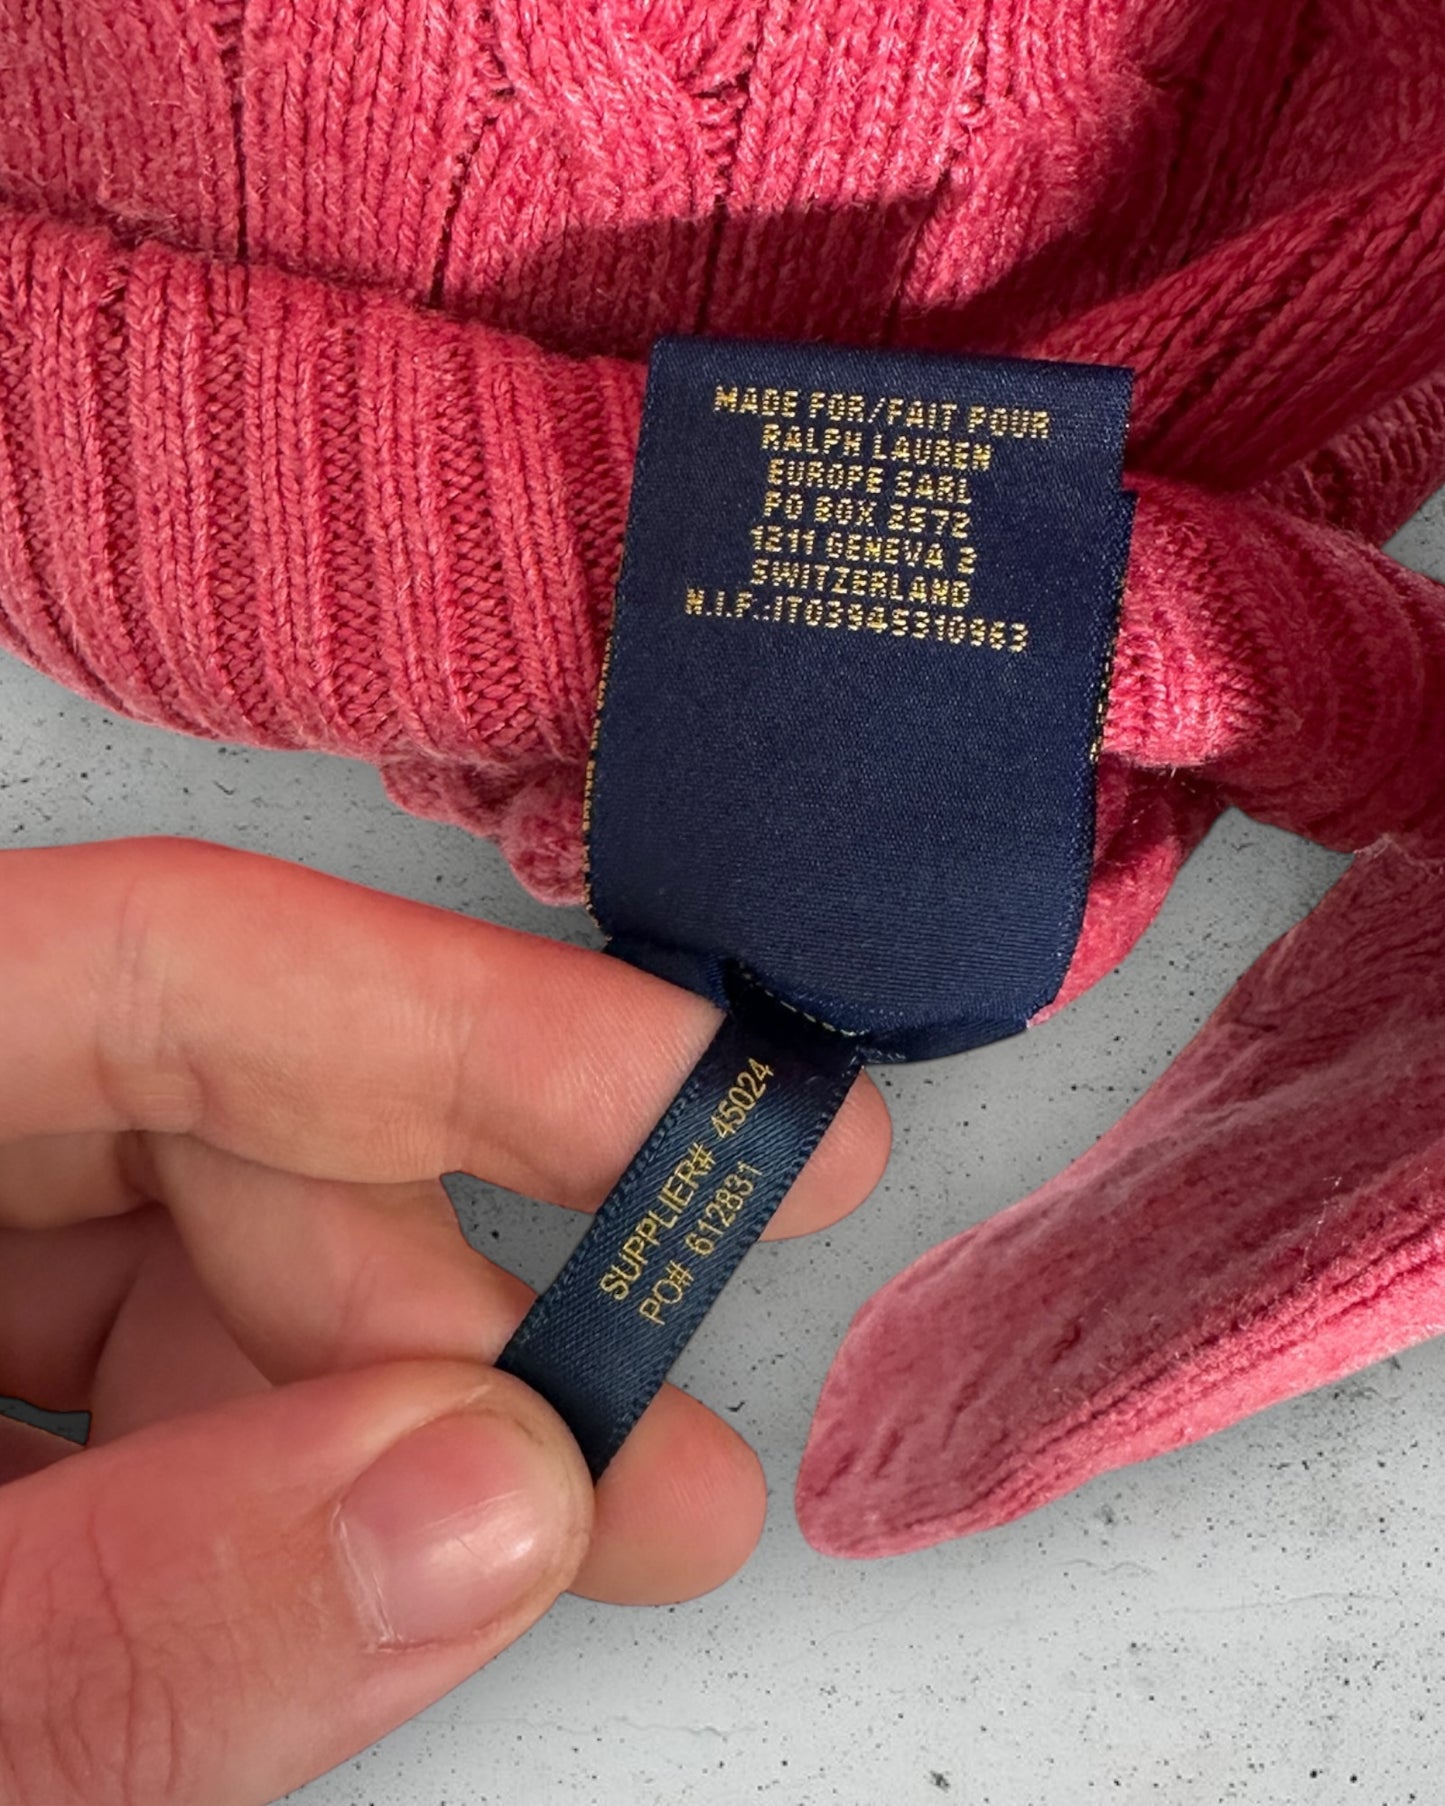 MADE FOR/FAIT POUR
RALPH LAUREN
EUROPE SARL
PO BOX 2572
1211 GENEVA 2
SWITZERLAND
N.I.F.:IT03945310963
SUPPLIER# 45024
PO# 612831